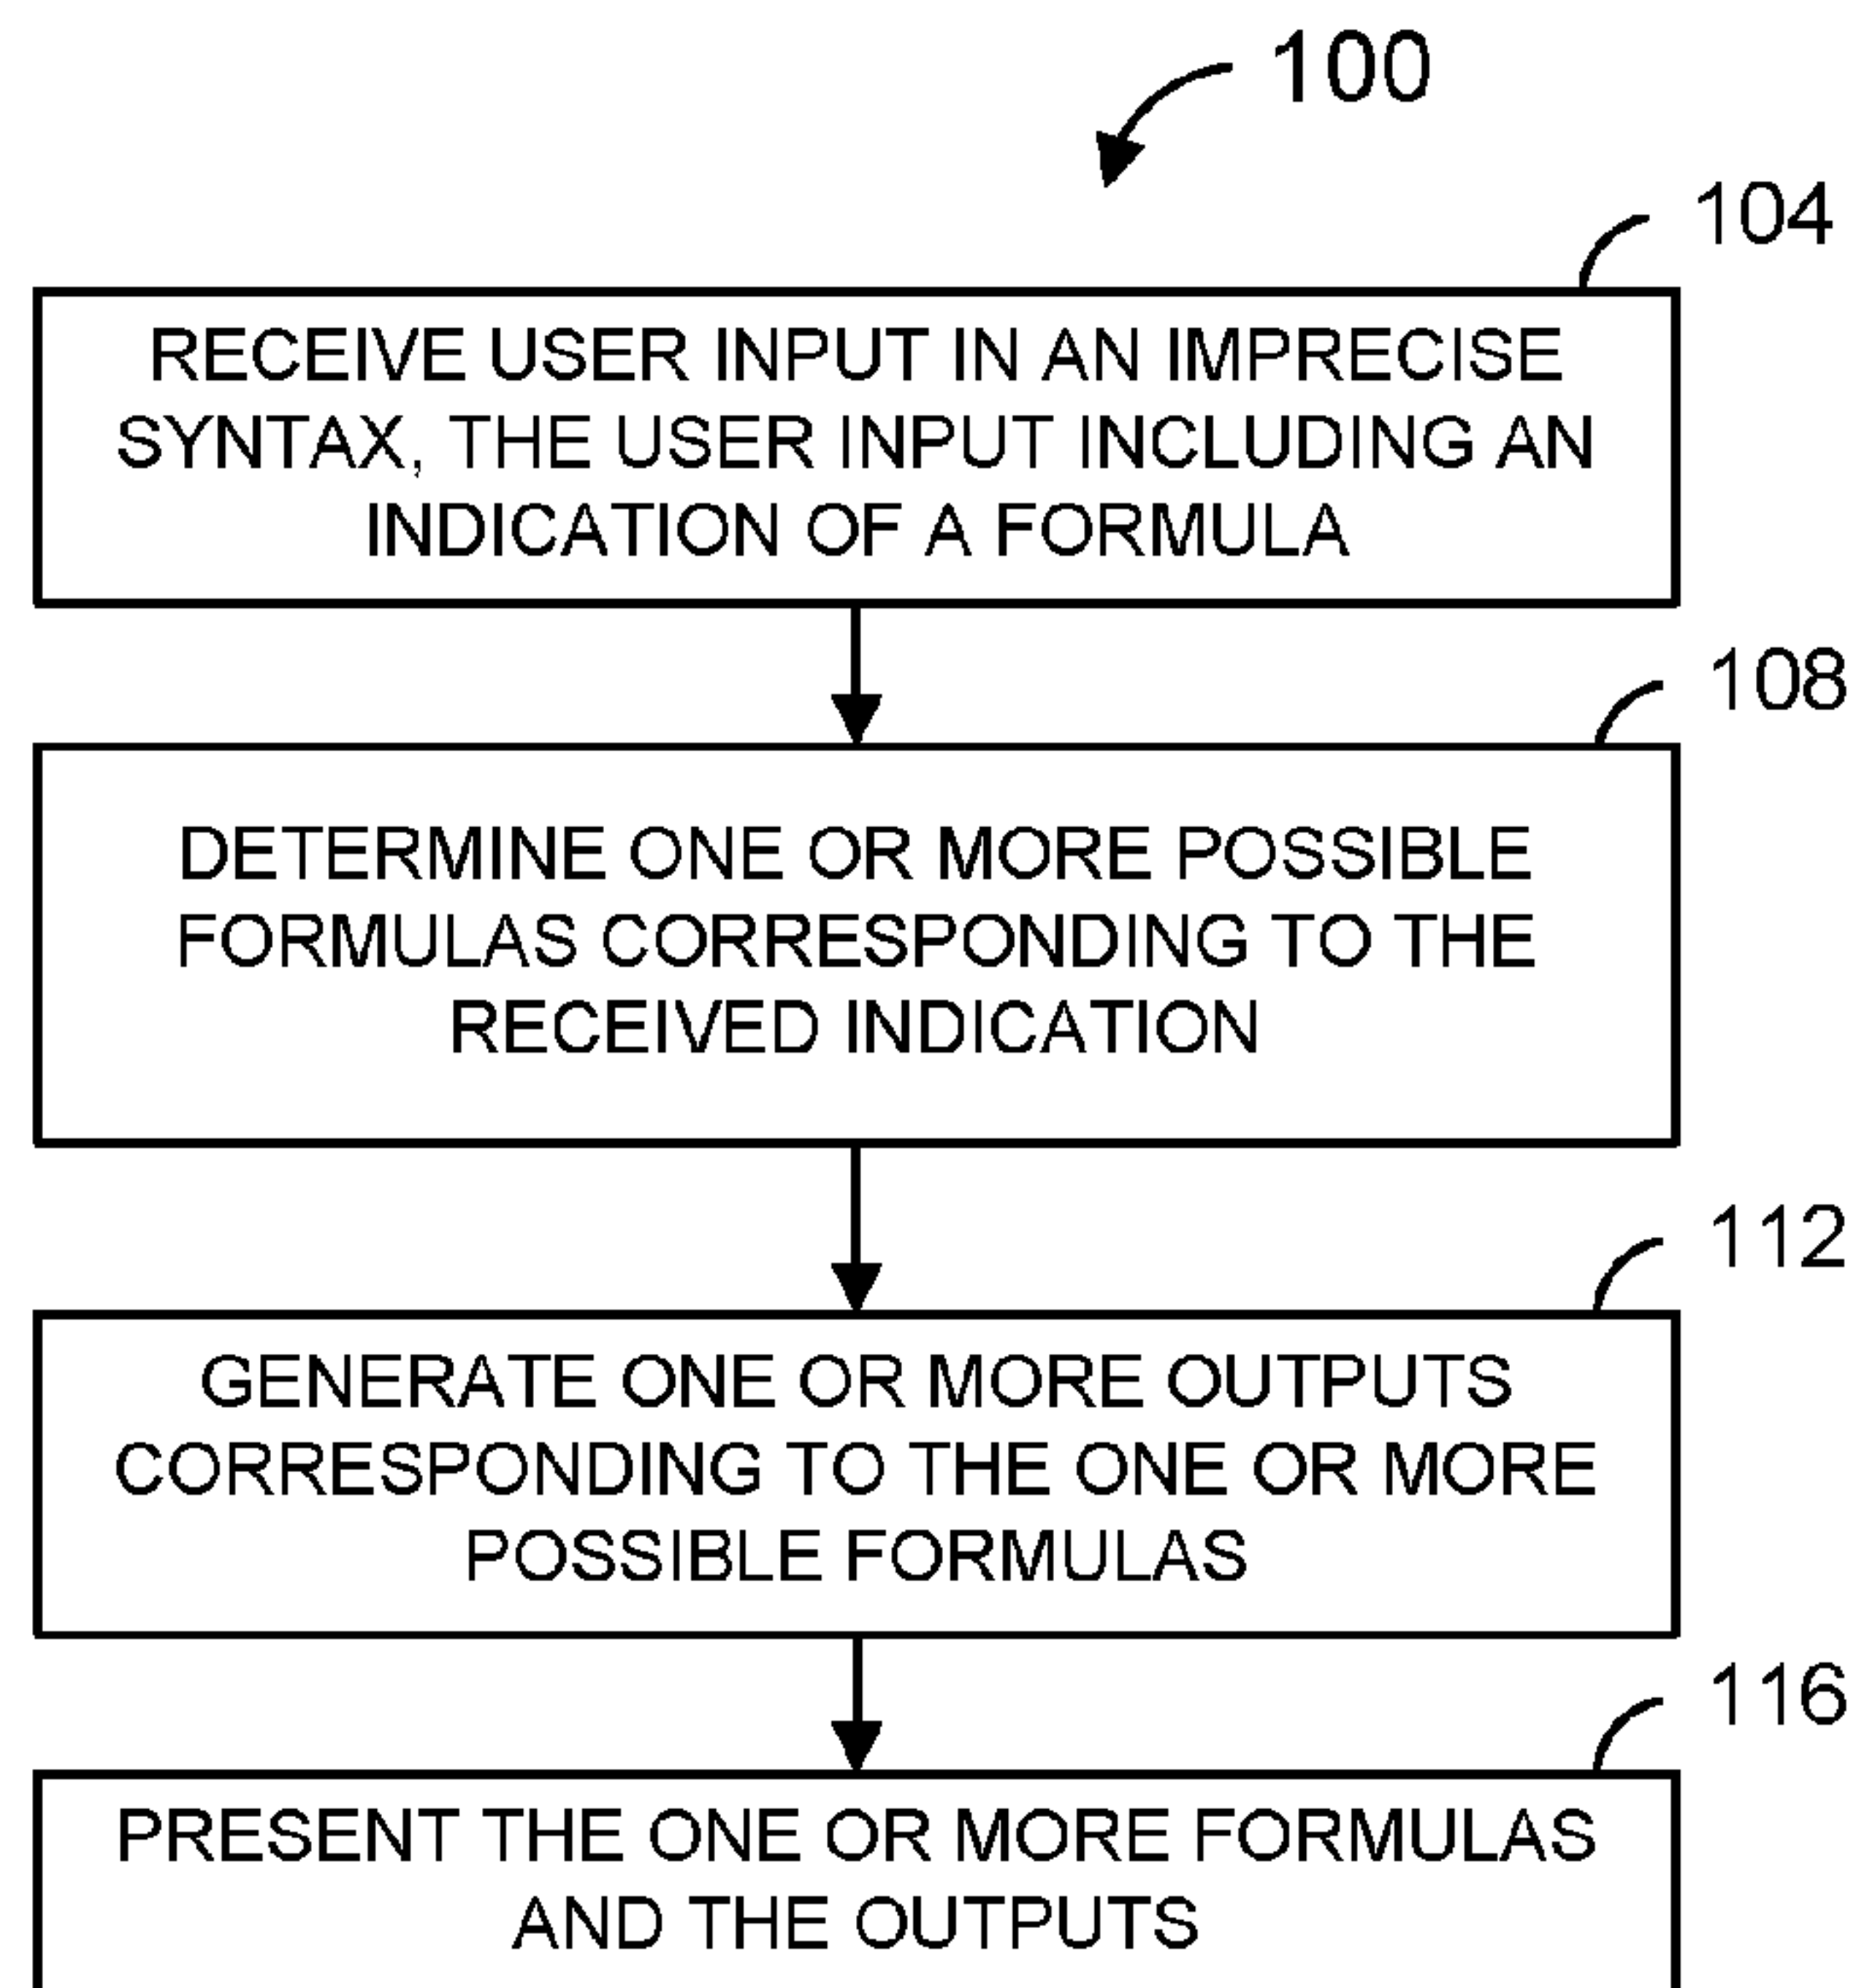 100
104
RECEIVE USER INPUT IN AN IMPRECISE
SYNTAX, THE USER INPUT INCLUDING AN
INDICATION OF A FORMULA
108
DETERMINE ONE OR MORE POSSIBLE
FORMULAS CORRESPONDING TO THE
RECEIVED INDICATION
112
GENERATE ONE OR MORE OUTPUTS
CORRESPONDING TO THE ONE OR MORE
POSSIBLE FORMULAS
116
PRESENT THE ONE OR MORE FORMULAS
AND THE OUTPUTS